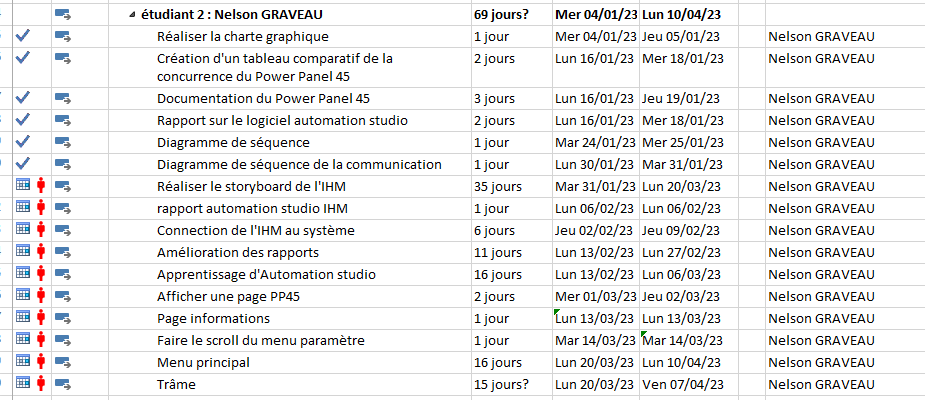 étudiant 2 : Nelson GRAVEAU 69 jours? Mer 04/01/23 Lun 10/04/23
Réaliser la charte graphique 1 jour Mer 04/01/23 Jeu 05/01/23 Nelson GRAVEAU
Création d'un tableau comparatif de la 2 jours Lun 16/01/23 Mer 18/01/23 Nelson GRAVEAU
concurrence du Power Panel 45
Documentation du Power Panel 45 3 jours Lun 16/01/23 Jeu 19/01/23 Nelson GRAVEAU
Rapport sur le logiciel automation studio 2 jours Lun 16/01/23 Mer 18/01/23 Nelson GRAVEAU
Diagramme de séquence 1 jour Mar 24/01/23 Mer 25/01/23 Nelson GRAVEAU
Diagramme de séquence de la communication 1 jour Lun 30/01/23 Mar 31/01/23 Nelson GRAVEAU
Réaliser le storyboard de l'IHM 35 jours Mar 31/01/23 Lun 20/03/23 Nelson GRAVEAU
rapport automation studio IHM 1 jour Lun 06/02/23 Lun 06/02/23 Nelson GRAVEAU
Connection de l'IHM au système 6 jours Jeu 02/02/23 Jeu 09/02/23 Nelson GRAVEAU
Amélioration des rapports 11 jours Lun 13/02/23 Lun 27/02/23 Nelson GRAVEAU
Apprentissage d'Automation studio 16 jours Lun 13/02/23 Lun 06/03/23 Nelson GRAVEAU
Afficher une page PP45 2 jours Mer 01/03/23 Jeu 02/03/23 Nelson GRAVEAU
Page informations 1 jour Lun 13/03/23 Lun 13/03/23 Nelson GRAVEAU
Faire le scroll du menu paramètre 1 jour Mar 14/03/23 Mar 14/03/23 Nelson GRAVEAU
Menu principal 16 jours Lun 20/03/23 Lun 10/04/23 Nelson GRAVEAU
Trâme 15 jours? Lun 20/03/23 Ven 07/04/23 Nelson GRAVEAU